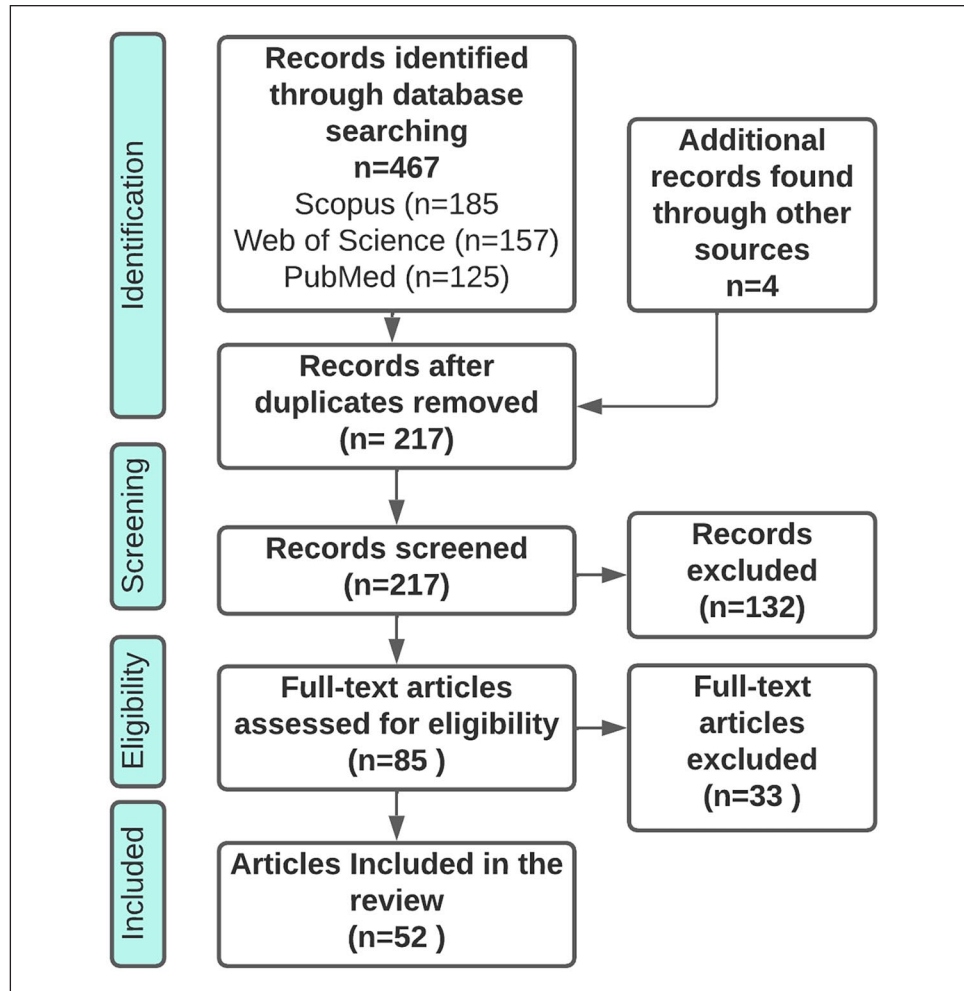 Identification
Records identified
through database
searching
n=467
Scopus (n=185
Web of Science (n=157)
PubMed (n=125)
Additional
records found
through other
sources
n=4
Records after
duplicates removed
(n= 217)
Screening
Records screened
(n=217)
Records
excluded
(n=132)
Eligibility
Full-text articles
assessed for eligibility
(n=85 )
Full-text
articles
excluded
(n=33 )
Included
Articles Included in the
review
(n=52 )